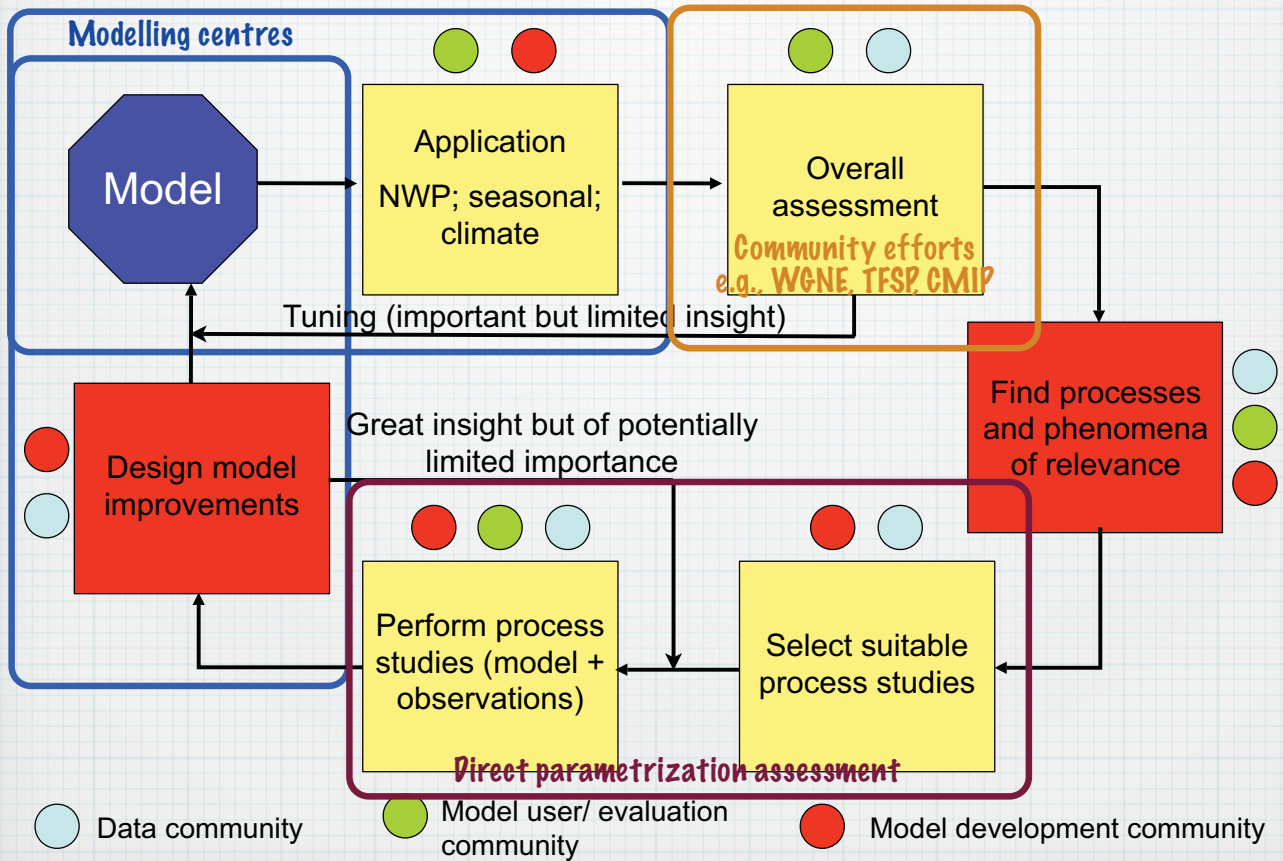 Modelling centres
Model
Application
NWP; seasonal;
climate
Overall
assessment
Community efforts
e.g., WGNE, TFSP, CMIP
Tuning (important but limited insight)
Find processes
and phenomena
of relevance
Great insight but of potentially
limited importance
Design model
improvements
Perform process
studies (model +
observations)
Select suitable
process studies
Direct parametrization assessment
Data community
Model user/ evaluation
community
Model development community